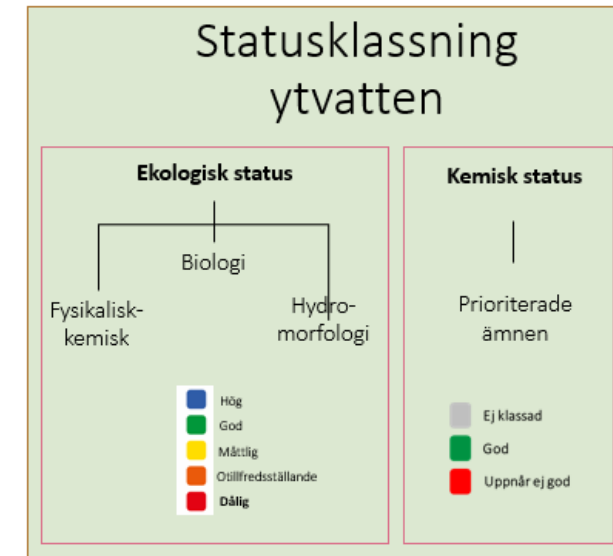 Statusklassning
ytvatten
Ekologisk status
Biologi
Fysikalisk-
kemisk
Hydro-
morfologi
Hög
God
Måttlig
Otillfredsställande
Dålig
Kemisk status
Prioriterade
ämnen
Ej klassad
God
Uppnår ej god